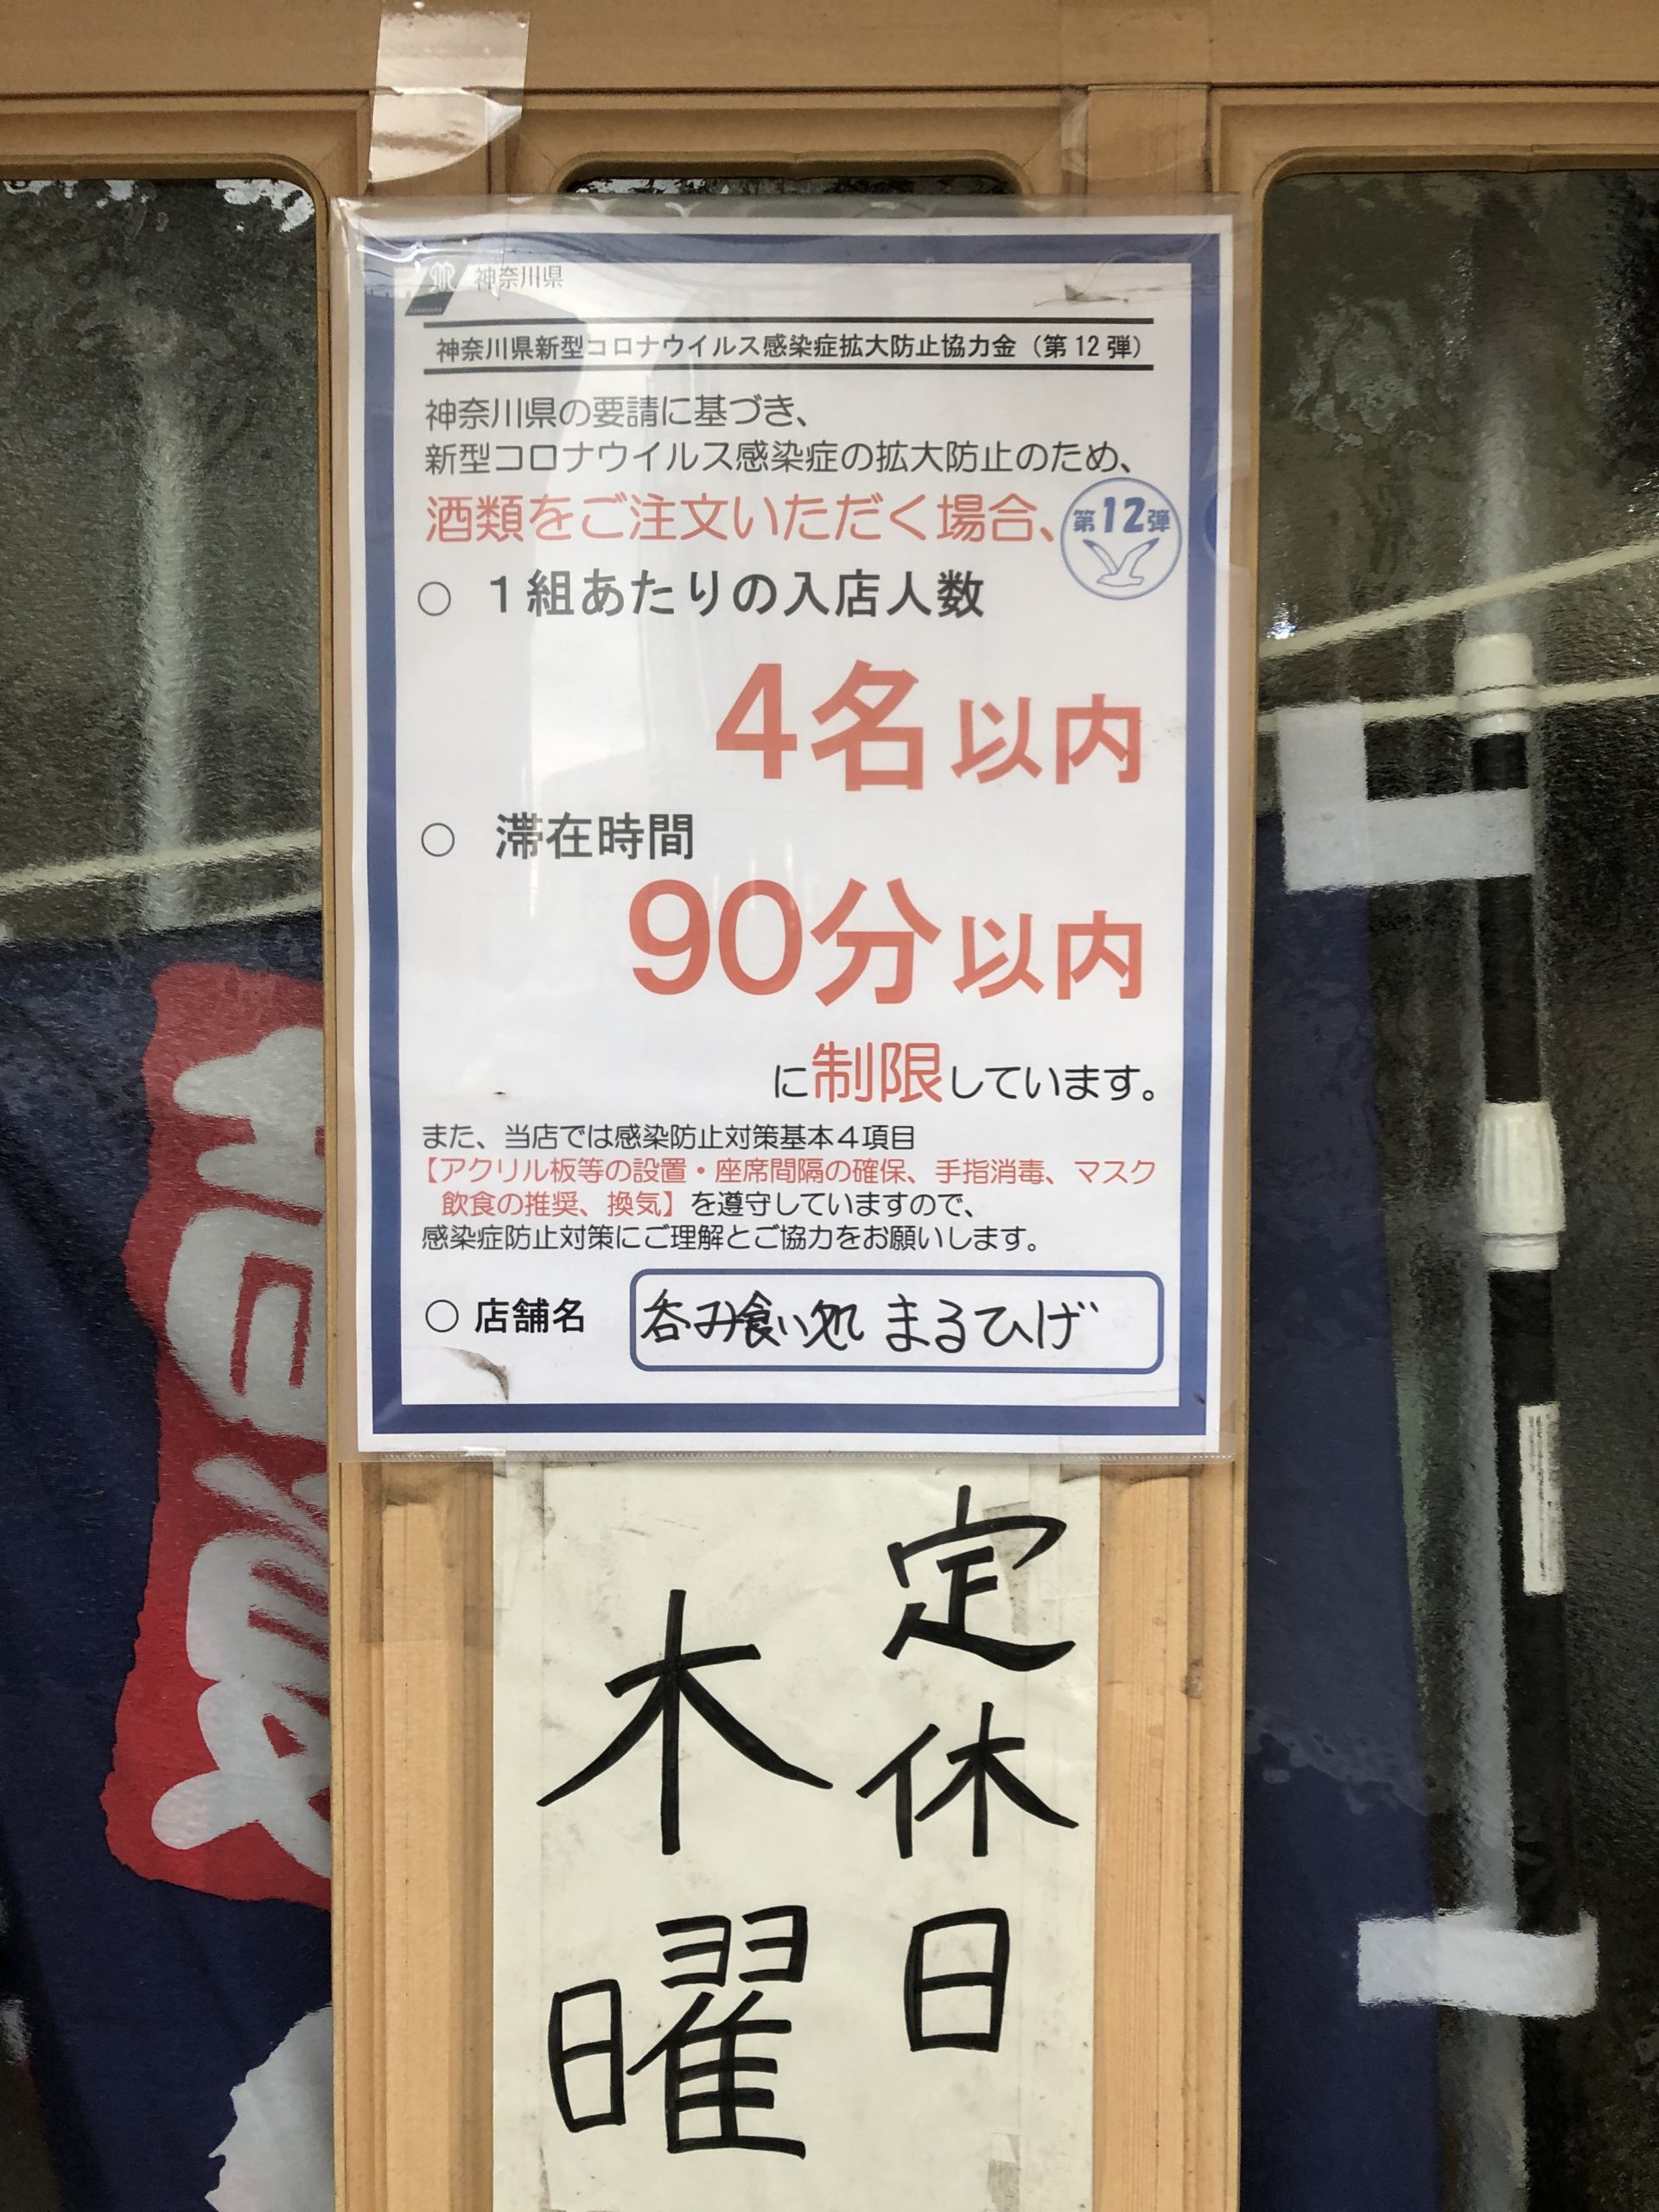 神奈川県
神奈川県新型コロナウイルス感染症拡大防止協力金（第12弾）
神奈川県の要請に基づき、
新型コロナウイルス感染症の拡大防止のため、
酒類をご注文いただく場合、
第12弾
○ 1組あたりの入店人数
4名以内
○ 滞在時間
90分以内
に制限しています。
また、当店では感染防止対策基本4項目
【アクリル板等の設置・座席間隔の確保、手指消毒、マスク
飲食の推奨、換気】を遵守していますので、
感染症防止対策にご理解とご協力をお願いします。
○ 店舗名
呑み食い処 まるひげ
定休日
木曜